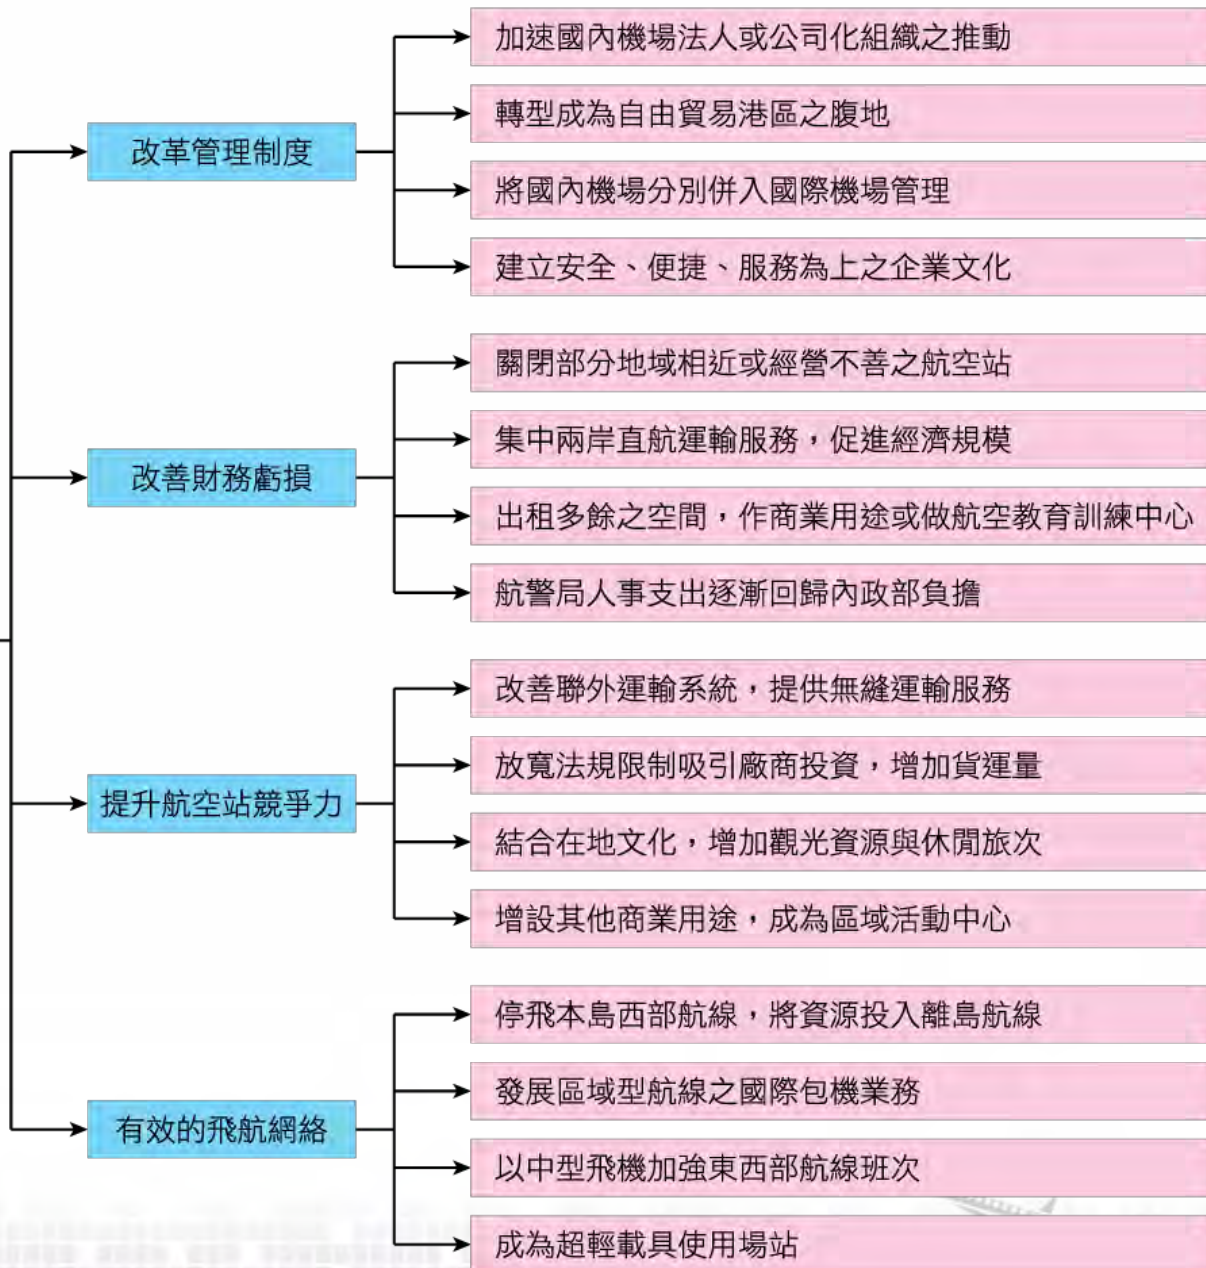 改革管理制度
加速國內機場法人或公司化組織之推動
轉型成為自由貿易港區之腹地
將國內機場分別併入國際機場管理
建立安全、便捷、服務為上之企業文化
改善財務虧損
關閉部分地域相近或經營不善之航空站
集中兩岸直航運輸服務，促進經濟規模
出租多餘之空間，作商業用途或做航空教育訓練中心
航警局人事支出逐漸回歸內政部負擔
提升航空站競爭力
改善聯外運輸系統，提供無縫運輸服務
放寬法規限制吸引廠商投資，增加貨運量
結合在地文化，增加觀光資源與休閒旅次
增設其他商業用途，成為區域活動中心
有效的飛航網絡
停飛本島西部航線，將資源投入離島航線
發展區域型航線之國際包機業務
以中型飛機加強東西部航線班次
成為超輕載具使用場站